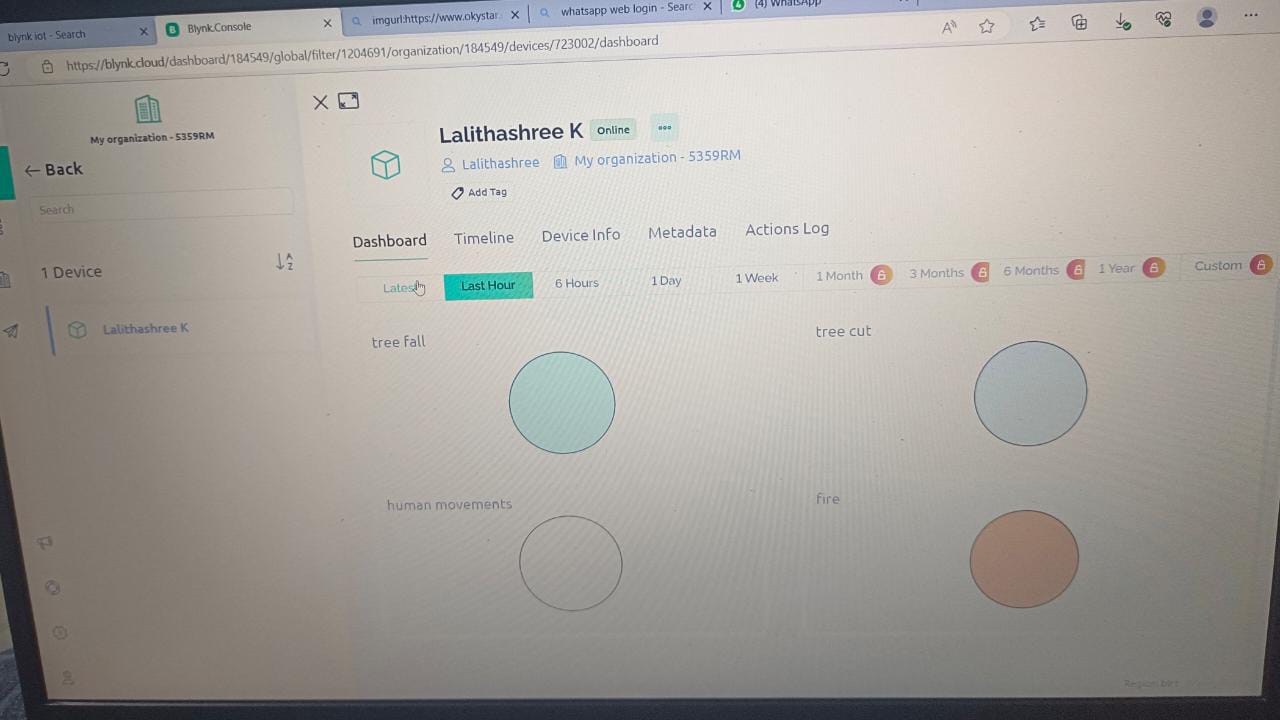 blynk iot - Search
Blynk.Console
imgurl:https://www.okystar
whatsapp web login - Searc
(4) WhatsApp
https://blynk.cloud/dashboard/184549/global/filter/1204691/organization/184549/devices/723002/dashboard
My organization - 5359RM
Back
Search
1 Device
Lalithashree K
Lalithashree K Online
Lalithashree My organization - 5359RM
Add Tag
Dashboard Timeline Device Info Metadata Actions Log
Latest Last Hour 6 Hours 1 Day 1 Week 1 Month 3 Months 6 Months 1 Year Custom
tree fall
tree cut
human movements
fire